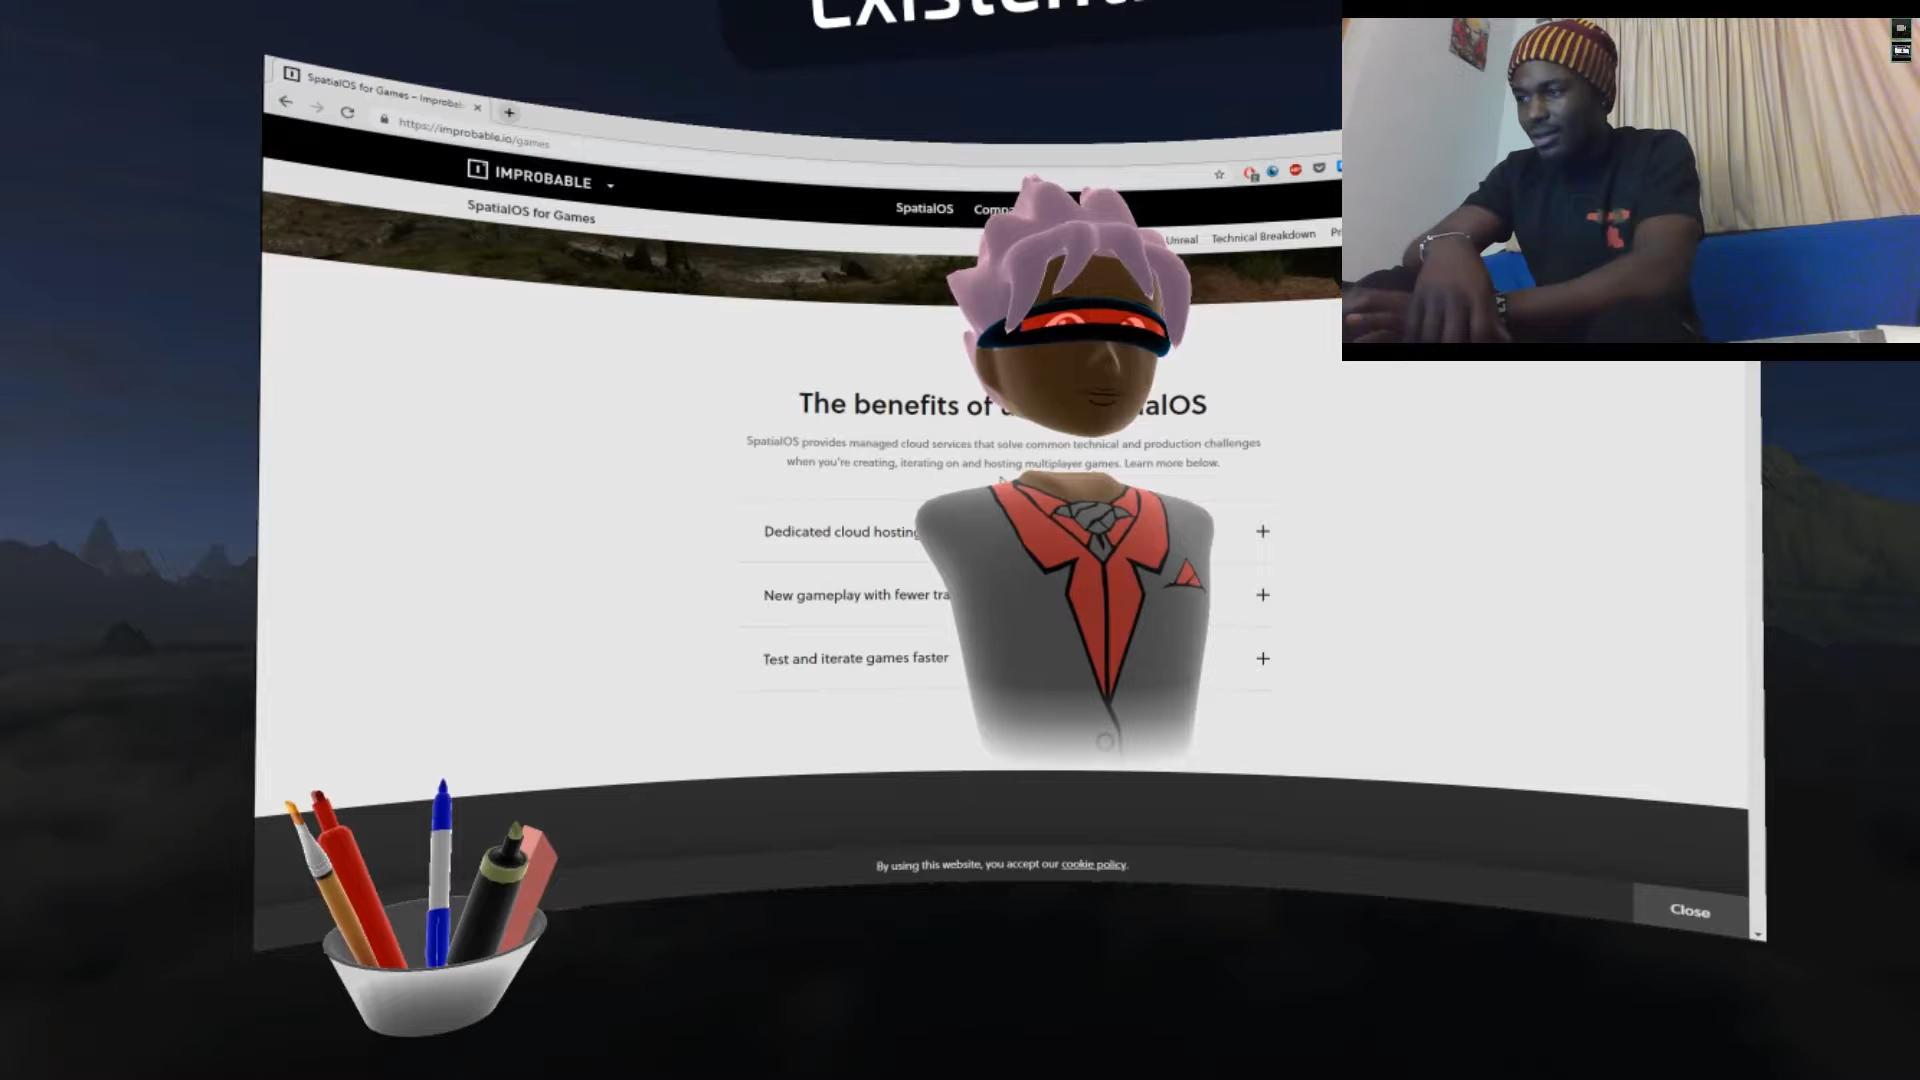 SpatialOS for Games – Improbab
https://improbable.io/games
IMPROBABLE
SpatialOS
SpatialOS for Games
Unreal
Technical Breakdown
The benefits of
SpatialOS provides managed cloud services that solve common technical and production challenges
when you're creating, iterating on and hosting multiplayer games. Learn more below.
Dedicated cloud hosting
New gameplay with fewer
Test and iterate games faster
By using this website, you accept our cookie policy.
Close